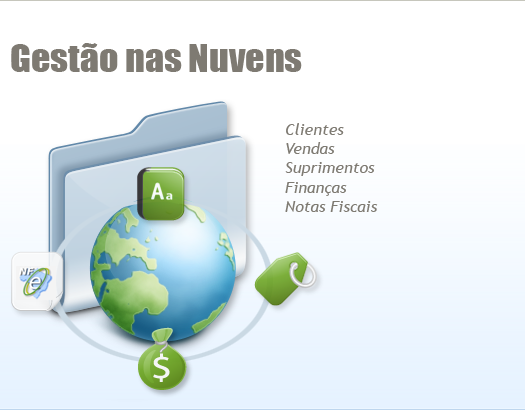 Gestão nas Nuvens
Clientes
Vendas
Suprimentos
Finanças
Notas Fiscais
Aa
NF
e
$